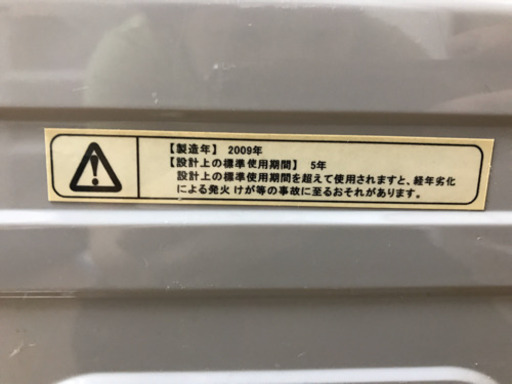 【製造年】 2009年
【設計上の標準使用期間】 5年
設計上の標準使用期間を超えて使用されますと、経年劣化
による発火 けが等の事故に至るおそれがあります。